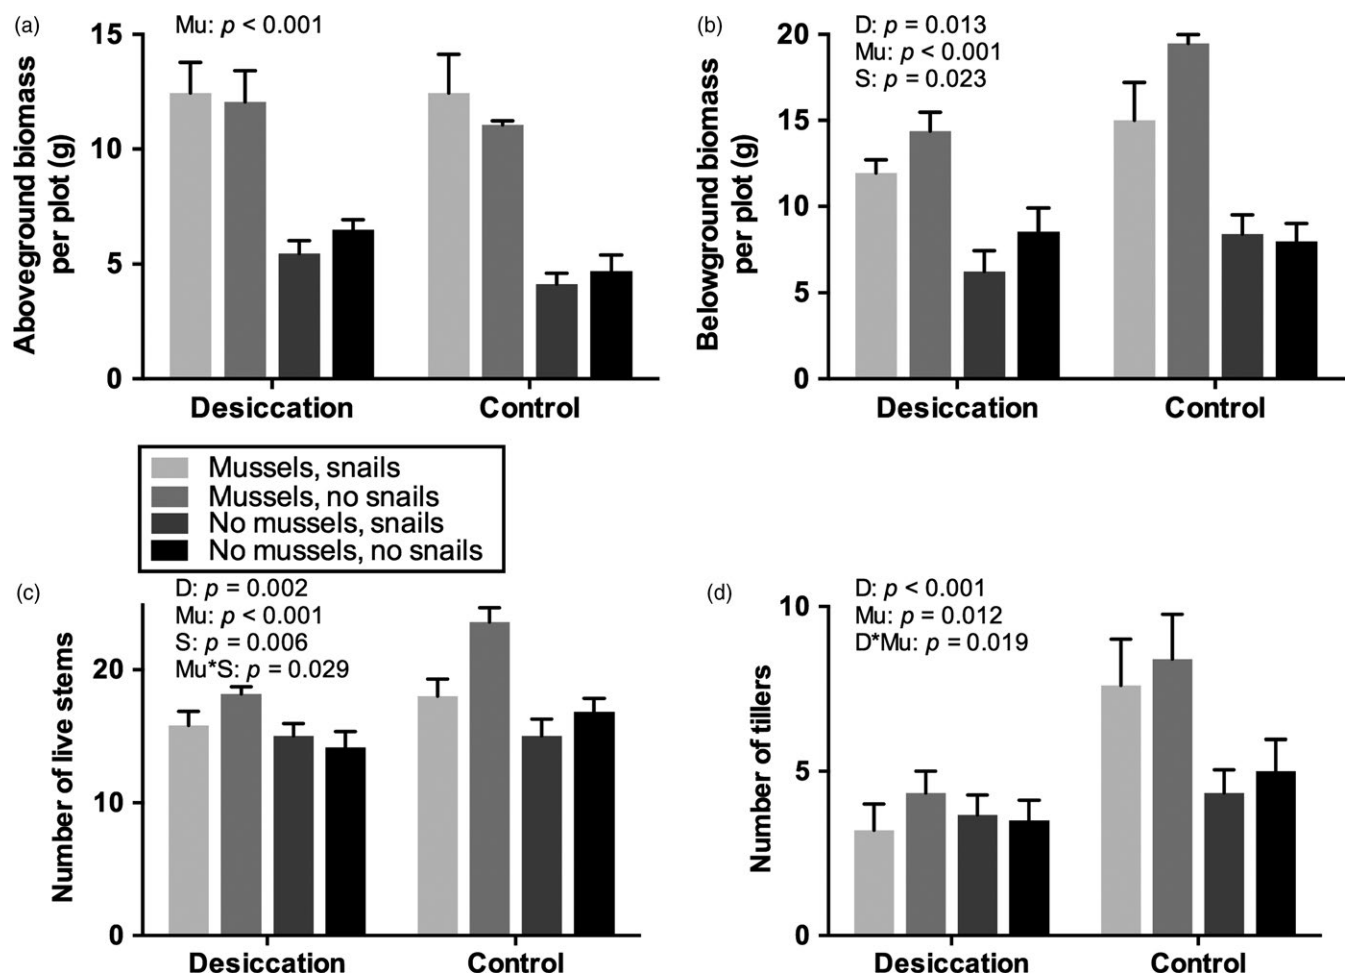 (a)
Mu: p < 0.001
15
10
5
0
Aboveground biomass
per plot (g)
Desiccation
Control
(b)
D: p = 0.013
Mu: p < 0.001
S: p = 0.023
20
15
10
5
0
Belowground biomass
per plot (g)
Desiccation
Control
Mussels, snails
Mussels, no snails
No mussels, snails
No mussels, no snails
(c)
D: p = 0.002
Mu: p < 0.001
S: p = 0.006
Mu*S: p = 0.029
20
10
0
Number of live stems
Desiccation
Control
(d)
D: p < 0.001
Mu: p = 0.012
D*Mu: p = 0.019
10
5
0
Number of tillers
Desiccation
Control